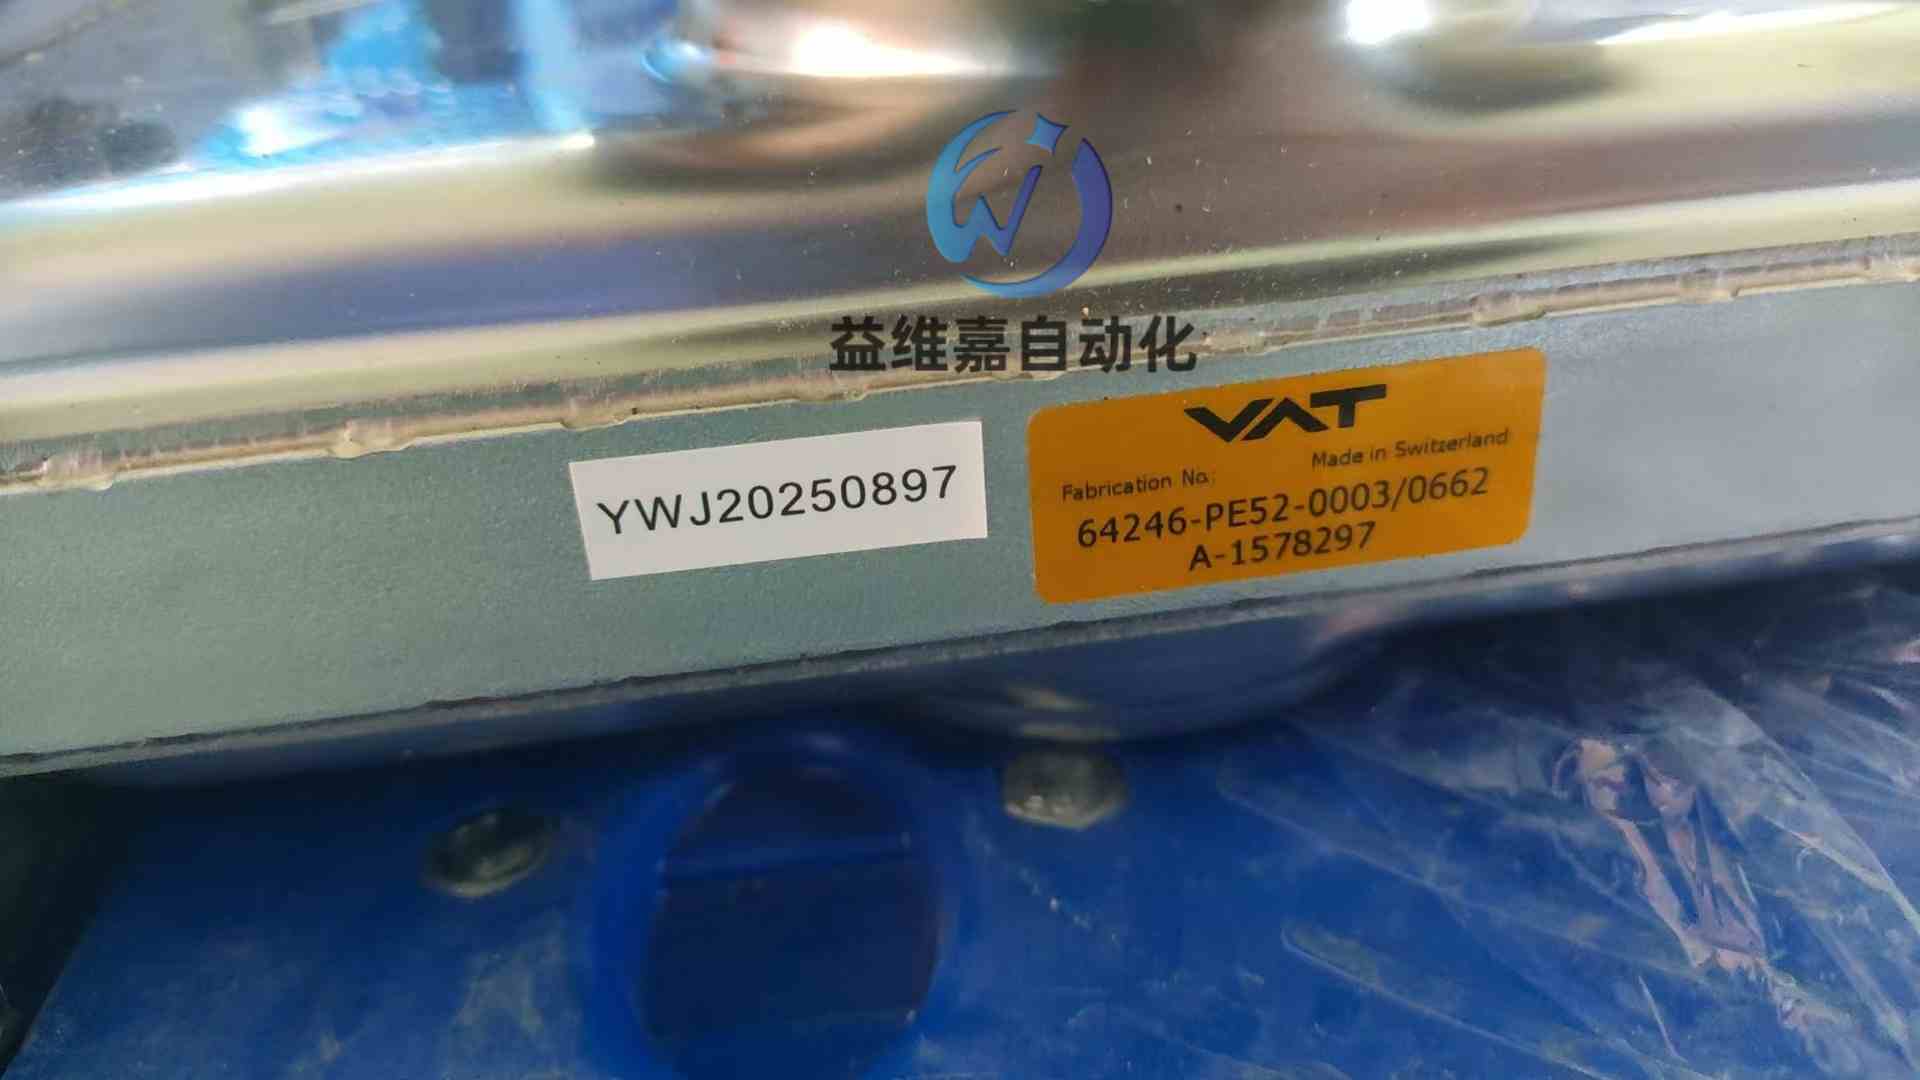 益维嘉自动化
YWJ20250897
VAT
Made in Switzerland
Fabrication No.:
64246-PE52-0003/0662
A-1578297